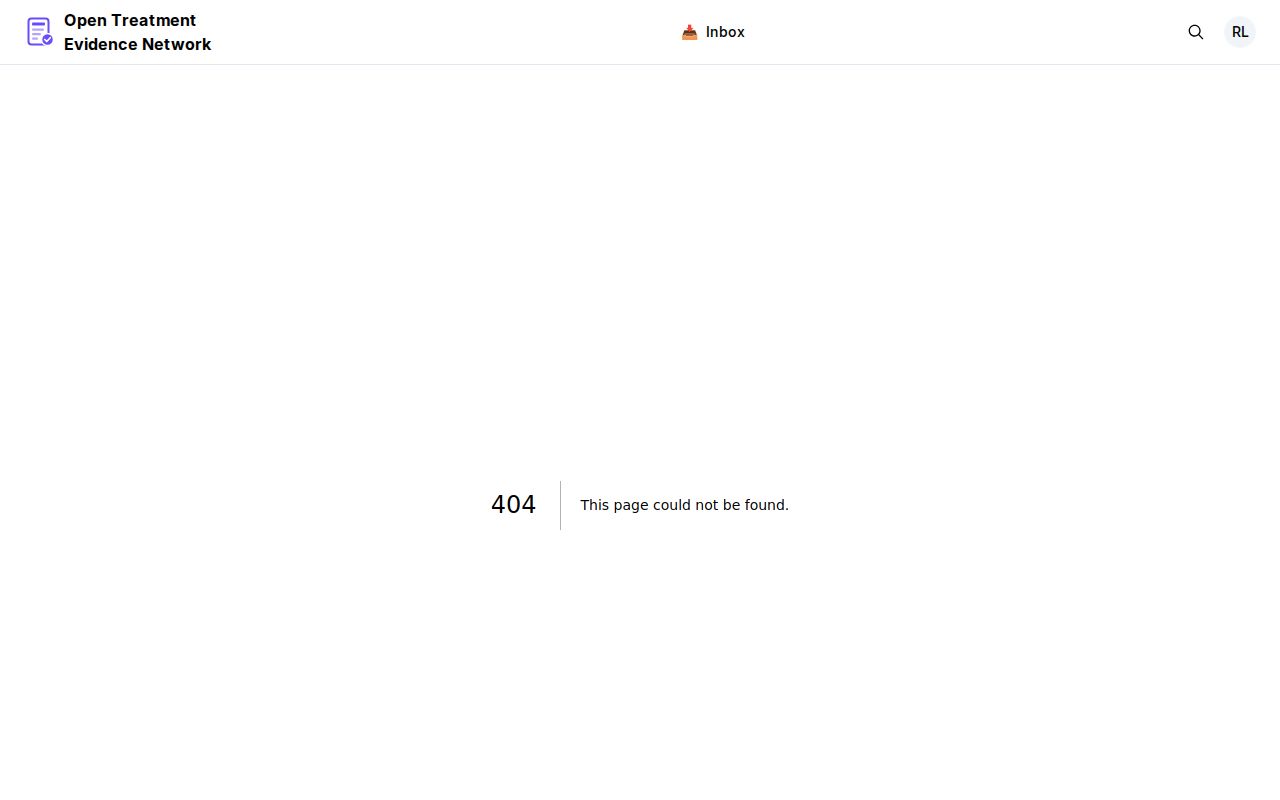 Open Treatment
Evidence Network
Inbox
RL
404
This page could not be found.